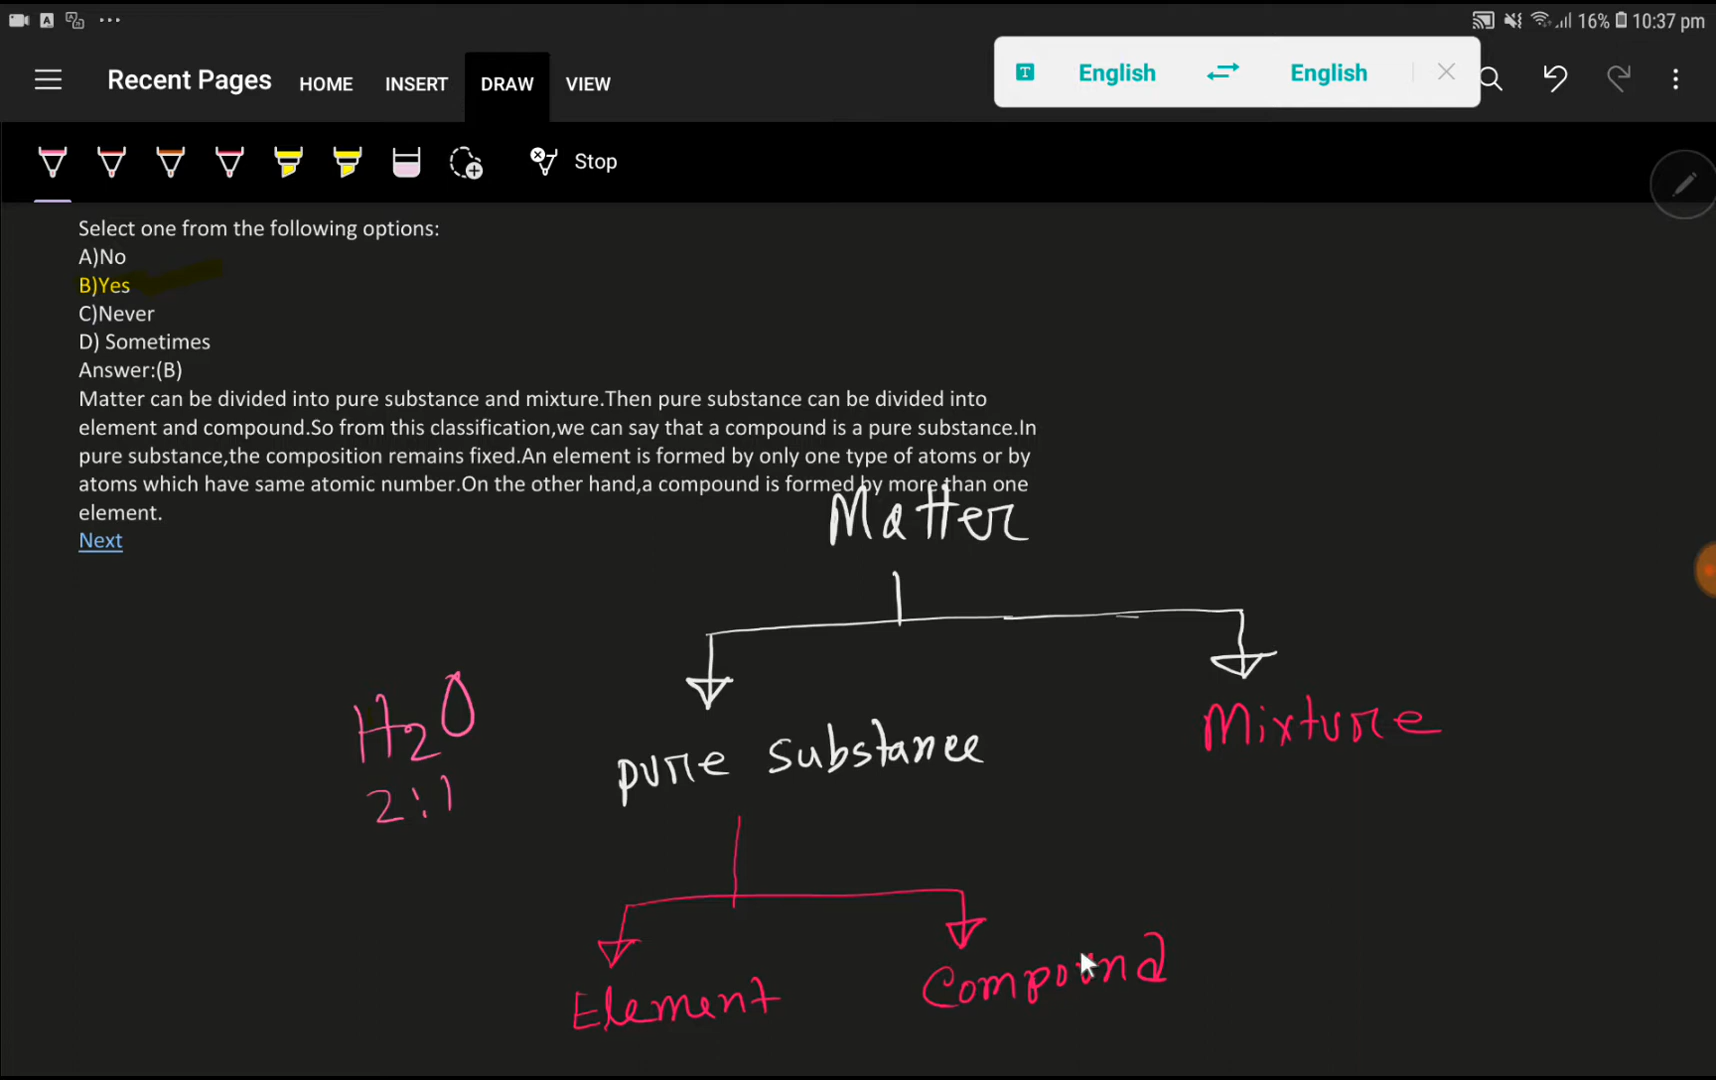 16% 10:37 pm
Recent Pages HOME INSERT DRAW VIEW
English English
Stop
Select one from the following options:
A)No
B)Yes
C)Never
D) Sometimes
Answer:(B)
Matter can be divided into pure substance and mixture.Then pure substance can be divided into
element and compound.So from this classification,we can say that a compound is a pure substance.In
pure substance,the composition remains fixed.An element is formed by only one type of atoms or by
atoms which have same atomic number.On the other hand,a compound is formed by more than one
element.
Next
Matter
H2O
2:1
pure substance
Mixture
Element
Compound